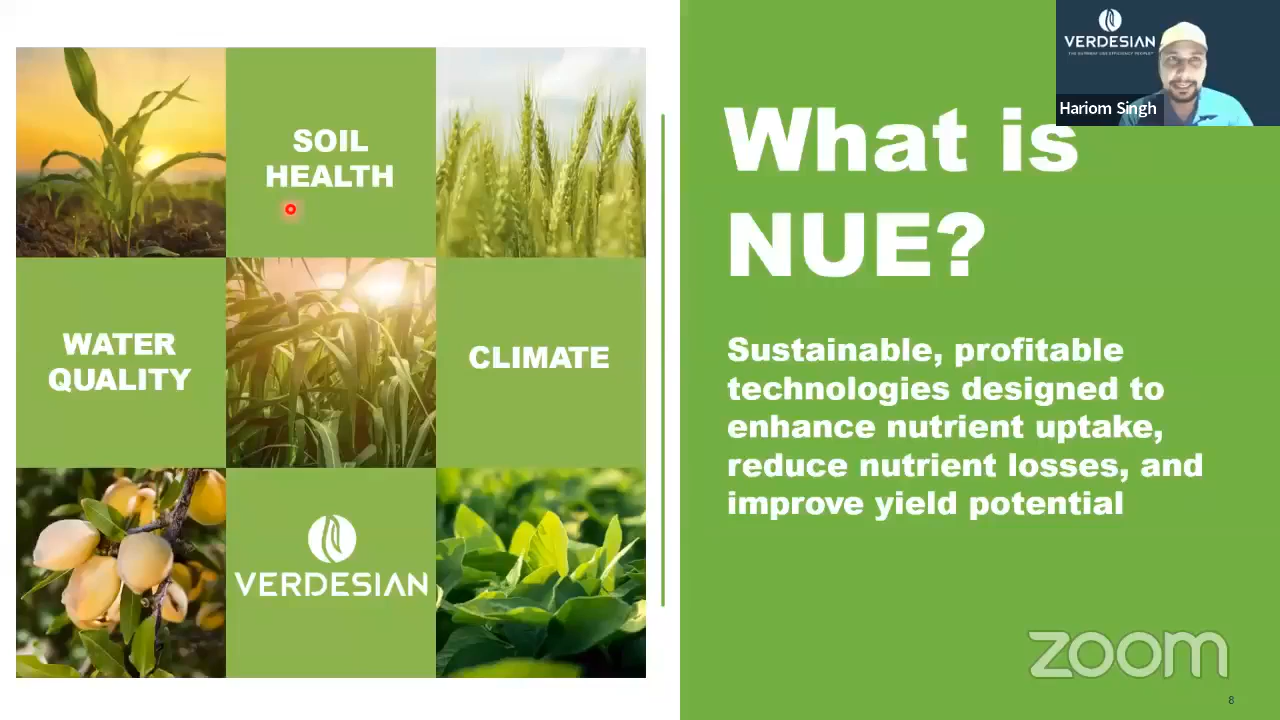 SOIL
HEALTH
WATER
QUALITY
CLIMATE
VERDESIAN
What is
NUE?
Sustainable, profitable
technologies designed to
enhance nutrient uptake,
reduce nutrient losses, and
improve yield potential
VERDESIAN
THE NUTRIENT USE EFFICIENCY PEOPLE
Hariom Singh
zoom
8